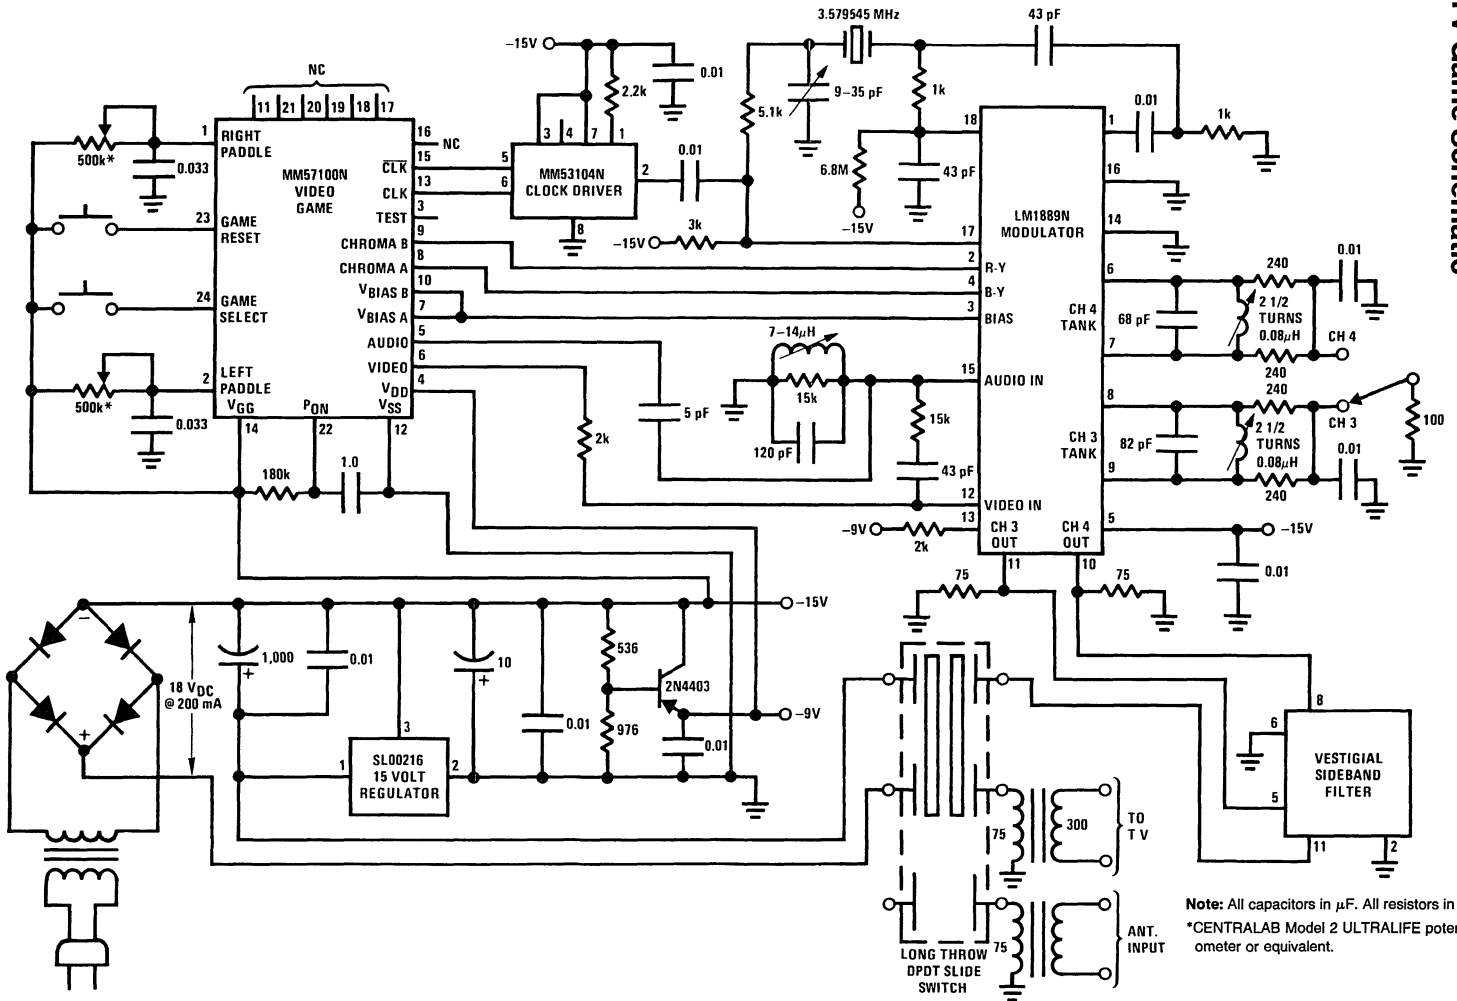 TV Game Schematic
3.579545 MHz
43 pF
-15V
0.01
2.2k
9-35 pF
1k
5.1k
NC
11 21 20 19 18 17
1
RIGHT
PADDLE
500k*
0.033
MM57100N
VIDEO
GAME
16
NC
15
CLK
13
CLK
3
TEST
9
CHROMA B
8
CHROMA A
10
VBIAS B
7
VBIAS A
5
AUDIO
6
VIDEO
4
VDD
VSS
23
GAME
RESET
24
GAME
SELECT
2
LEFT
PADDLE
500k*
0.033
VGG
PON
14
22
12
180k
1.0
3 4 7 1
5
6
MM53104N
CLOCK DRIVER
2
8
0.01
-15V
3k
6.8M
-15V
43 pF
18
17
2
R-Y
4
B-Y
3
BIAS
15
AUDIO IN
12
VIDEO IN
13
CH 3
OUT
11
CH 4
OUT
10
LM1889N
MODULATOR
1
0.01
1k
16
14
6
CH 4
TANK
7
8
CH 3
TANK
9
5
68 pF
240
2 1/2
TURNS
0.08μH
240
0.01
CH 4
82 pF
240
2 1/2
TURNS
0.08μH
240
CH 3
0.01
100
-15V
0.01
7-14μH
15k
120 pF
5 pF
2k
15k
43 pF
-9V
2k
75
75
-
+
18 VDC
@ 200 mA
1,000
+
0.01
3
SL00216
15 VOLT
REGULATOR
1
2
10
+
0.01
536
976
2N4403
0.01
-15V
-9V
75
300
TO
T V
75
ANT.
INPUT
LONG THROW
DPDT SLIDE
SWITCH
8
6
5
11
2
VESTIGIAL
SIDEBAND
FILTER
Note: All capacitors in μF. All resistors in
*CENTRALAB Model 2 ULTRALIFE poten
ometer or equivalent.